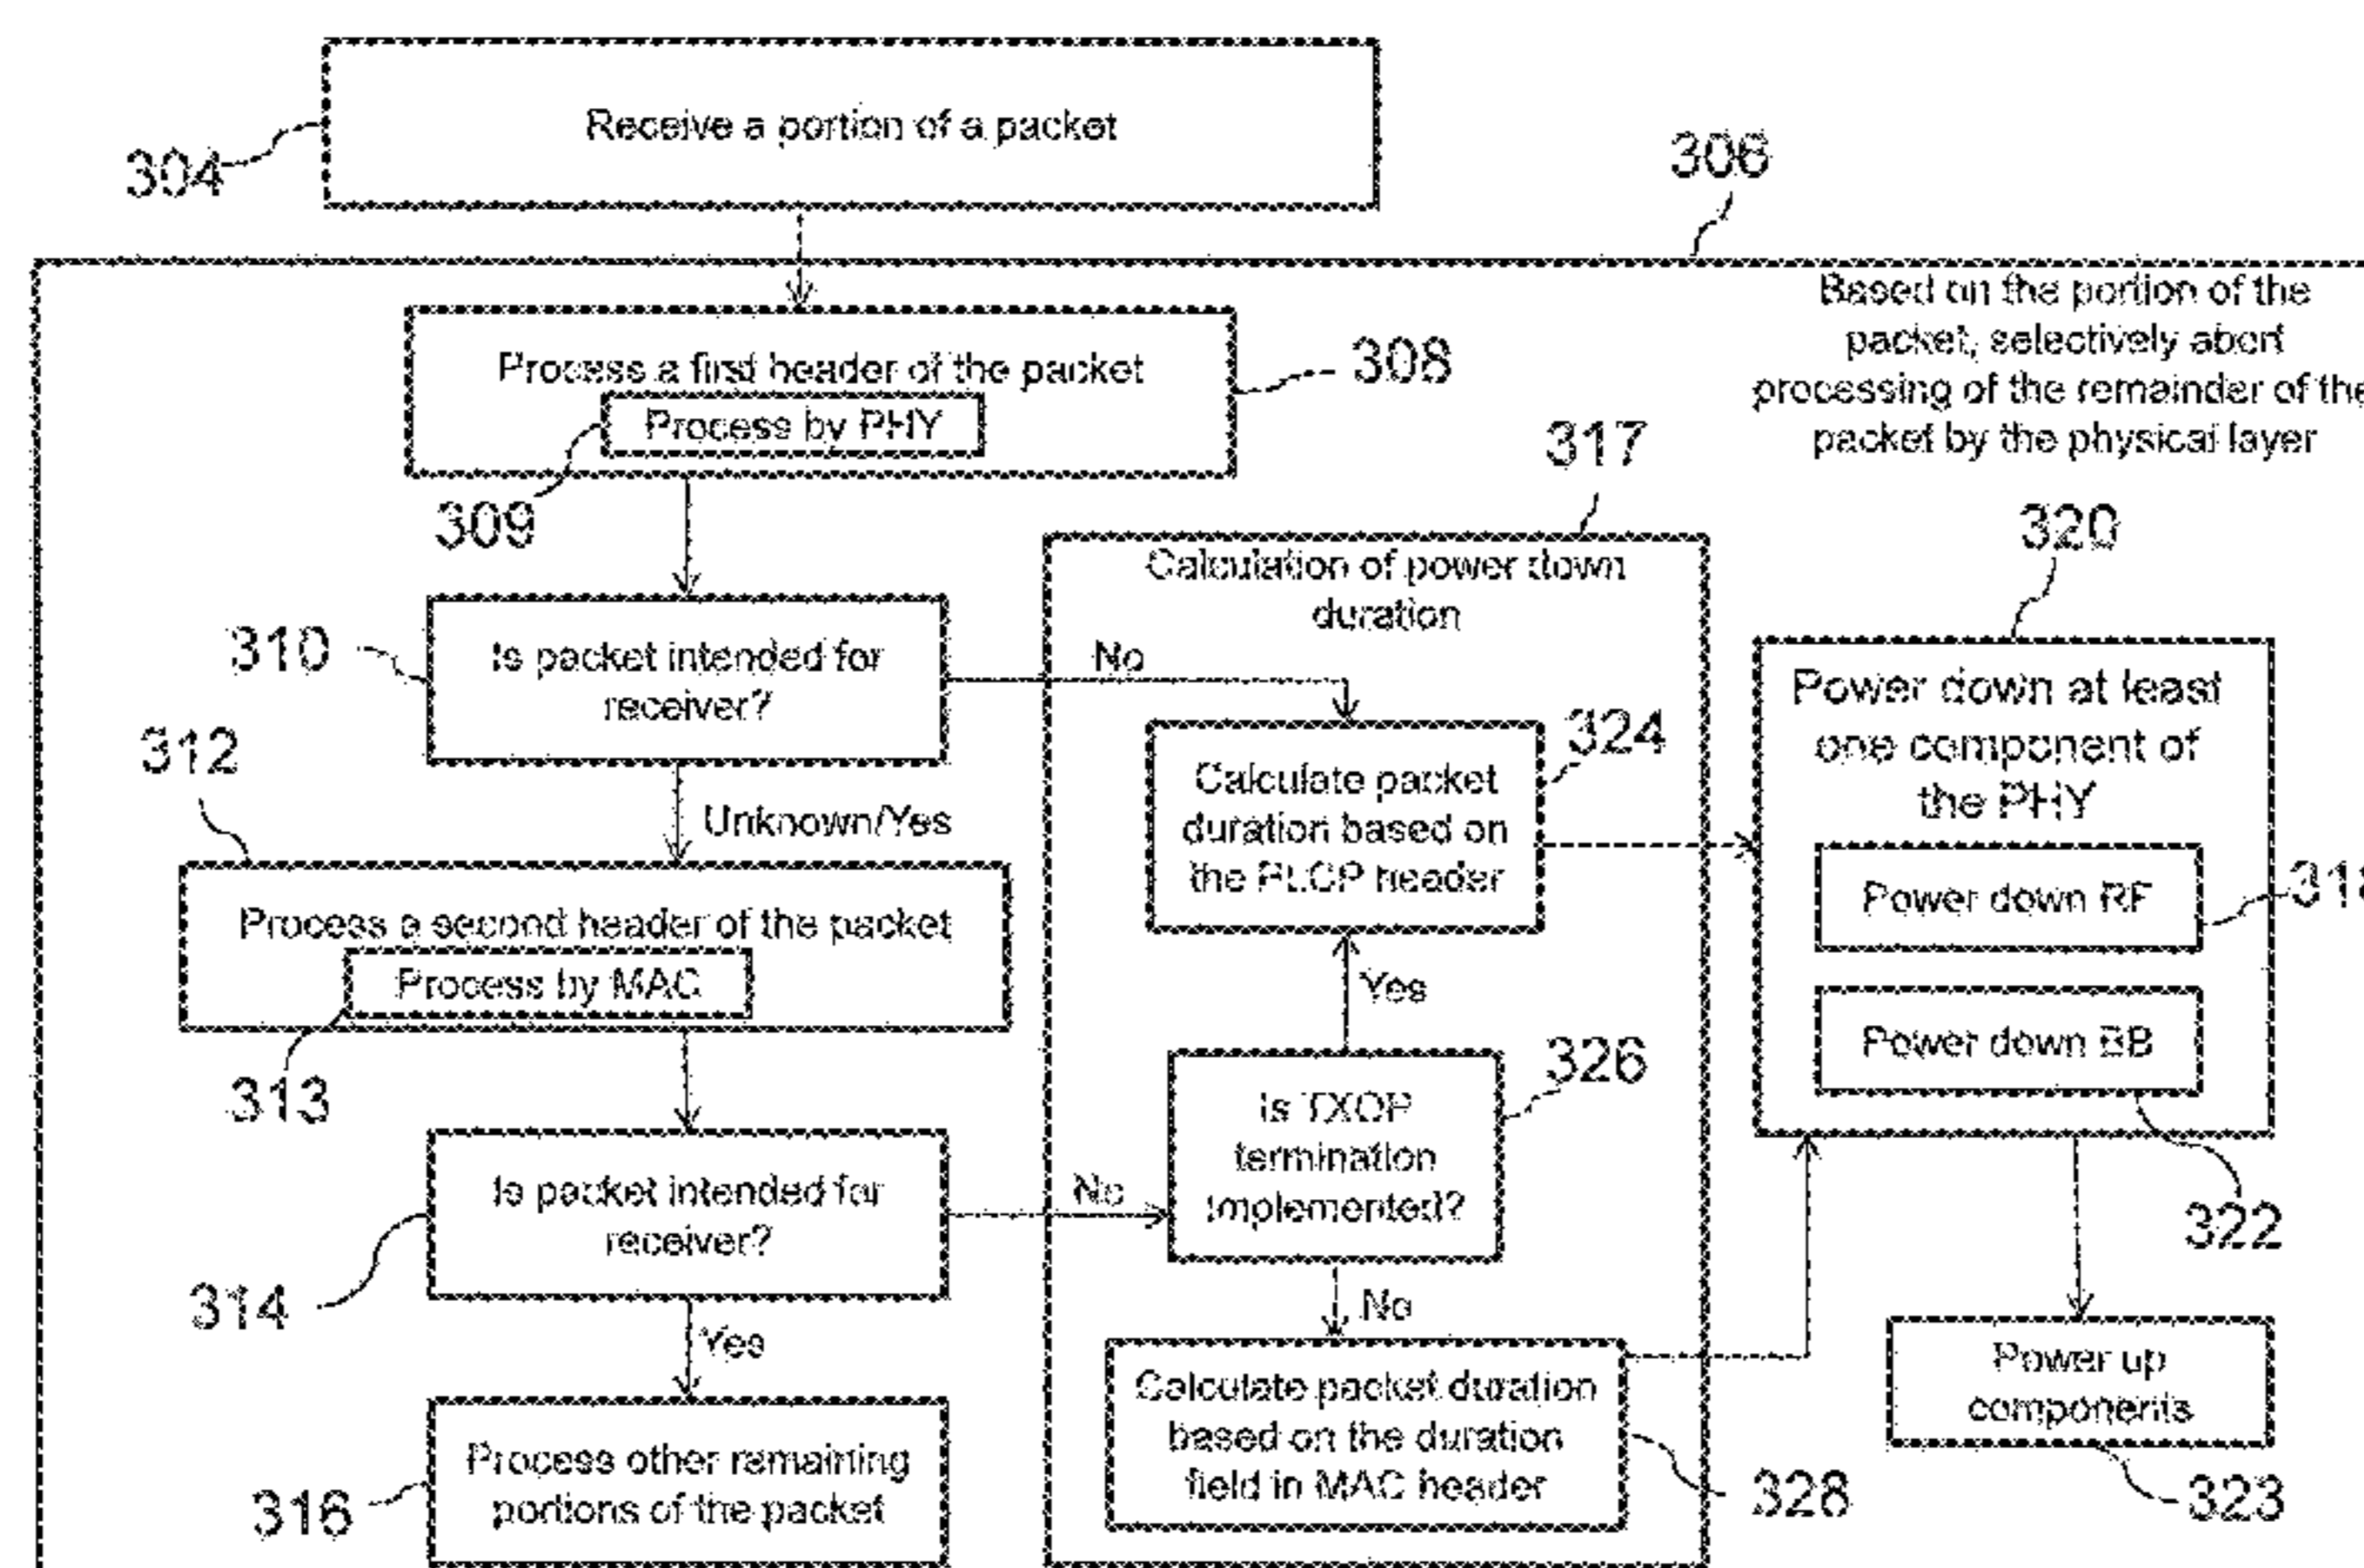 Receive a portion of a packet
304
306
Based on the portion of the
packet, selectively abort
processing of the remainder of the
packet by the physical layer
Process a first header of the packet
308
Process by PHY
309
317
Calculation of power down
duration
320
310
Is packet intended for
receiver?
No
Power down at least
one component of
the PHY
324
Calculate packet
duration based on
the PLCP header
312
Unknown/Yes
Process a second header of the packet
Process by MAC
313
Power down RF
Power down BB
322
Yes
326
Is TXOP
termination
implemented?
Is packet intended for
receiver?
No
314
No
Yes
Calculate packet duration
based on the duration
field in MAC header
328
Power up
components
323
Process other remaining
portions of the packet
316